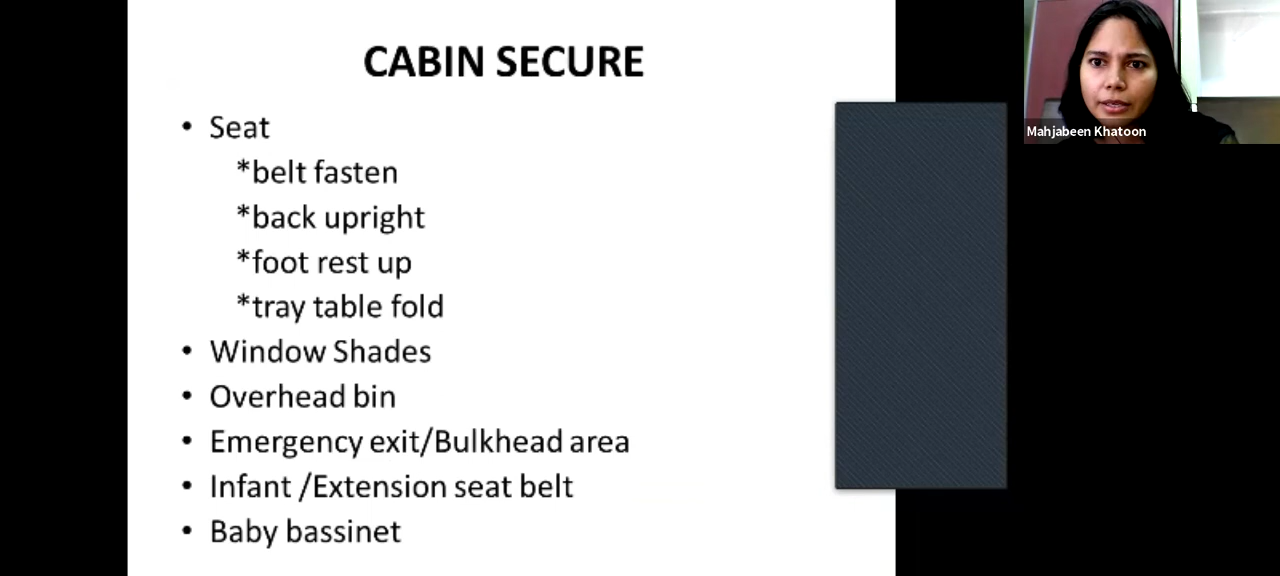 CABIN SECURE
• Seat
*belt fasten
*back upright
*foot rest up
*tray table fold
• Window Shades
• Overhead bin
• Emergency exit/Bulkhead area
• Infant /Extension seat belt
• Baby bassinet
Mahjabeen Khatoon